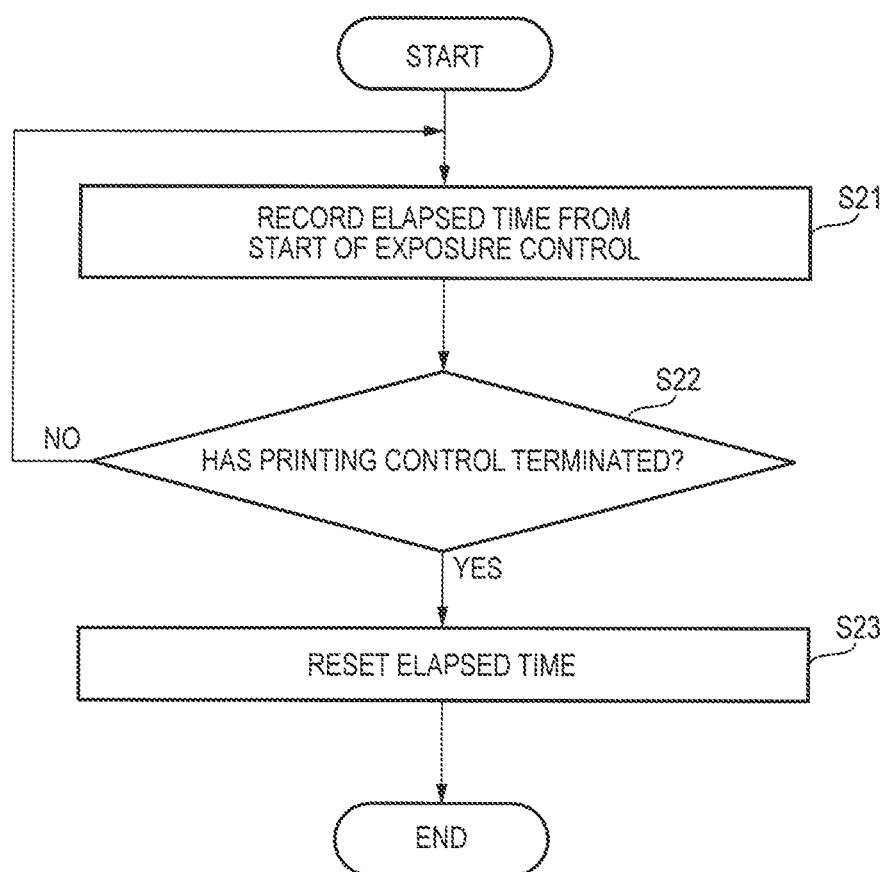 START
RECORD ELAPSED TIME FROM
START OF EXPOSURE CONTROL
S21
S22
NO
HAS PRINTING CONTROL TERMINATED?
YES
S23
RESET ELAPSED TIME
END